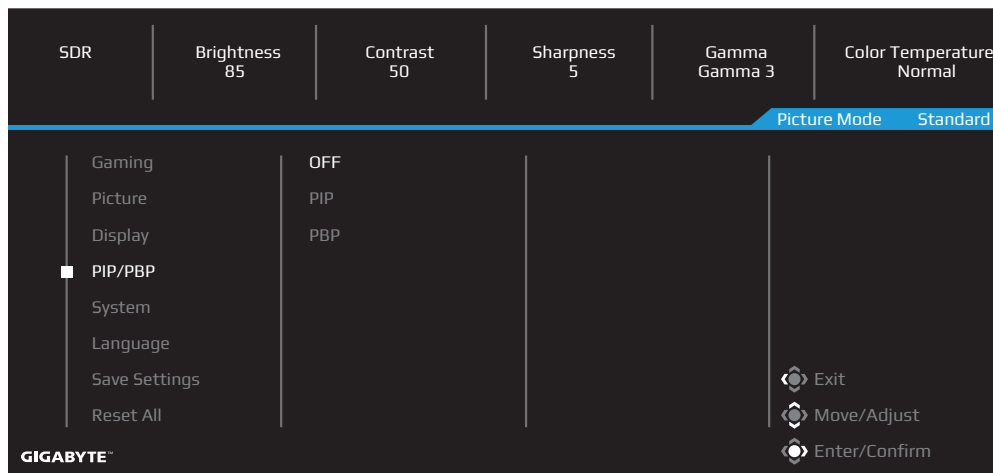 SDR
Brightness
85
Contrast
50
Sharpness
5
Gamma
Gamma 3
Color Temperature
Normal
Picture Mode Standard
Gaming
Picture
Display
PIP/PBP
System
Language
Save Settings
Reset All
OFF
PIP
PBP
Exit
Move/Adjust
Enter/Confirm
GIGABYTE™